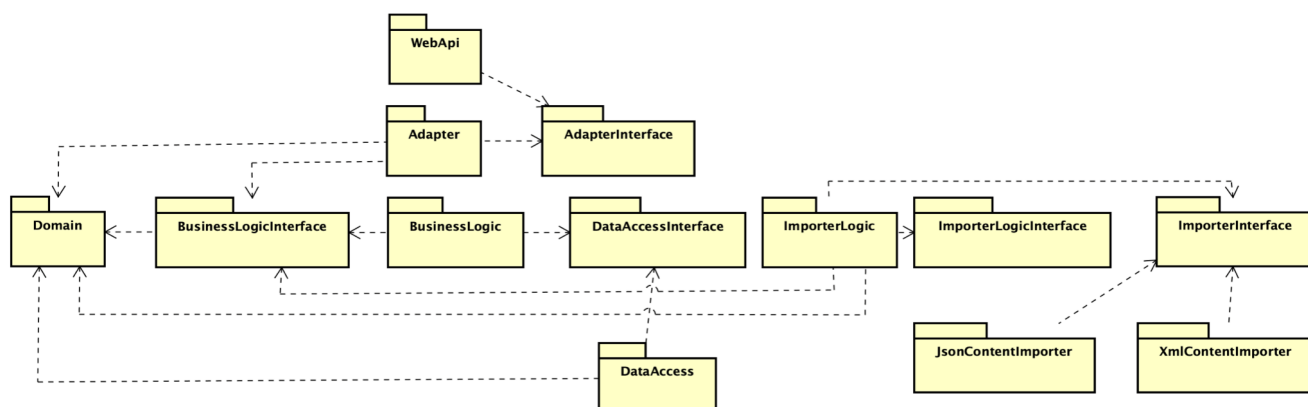 WebApi
Adapter
AdapterInterface
Domain
BusinessLogicInterface
BusinessLogic
DataAccessInterface
ImporterLogic
ImporterLogicInterface
ImporterInterface
JsonContentImporter
XmlContentImporter
DataAccess